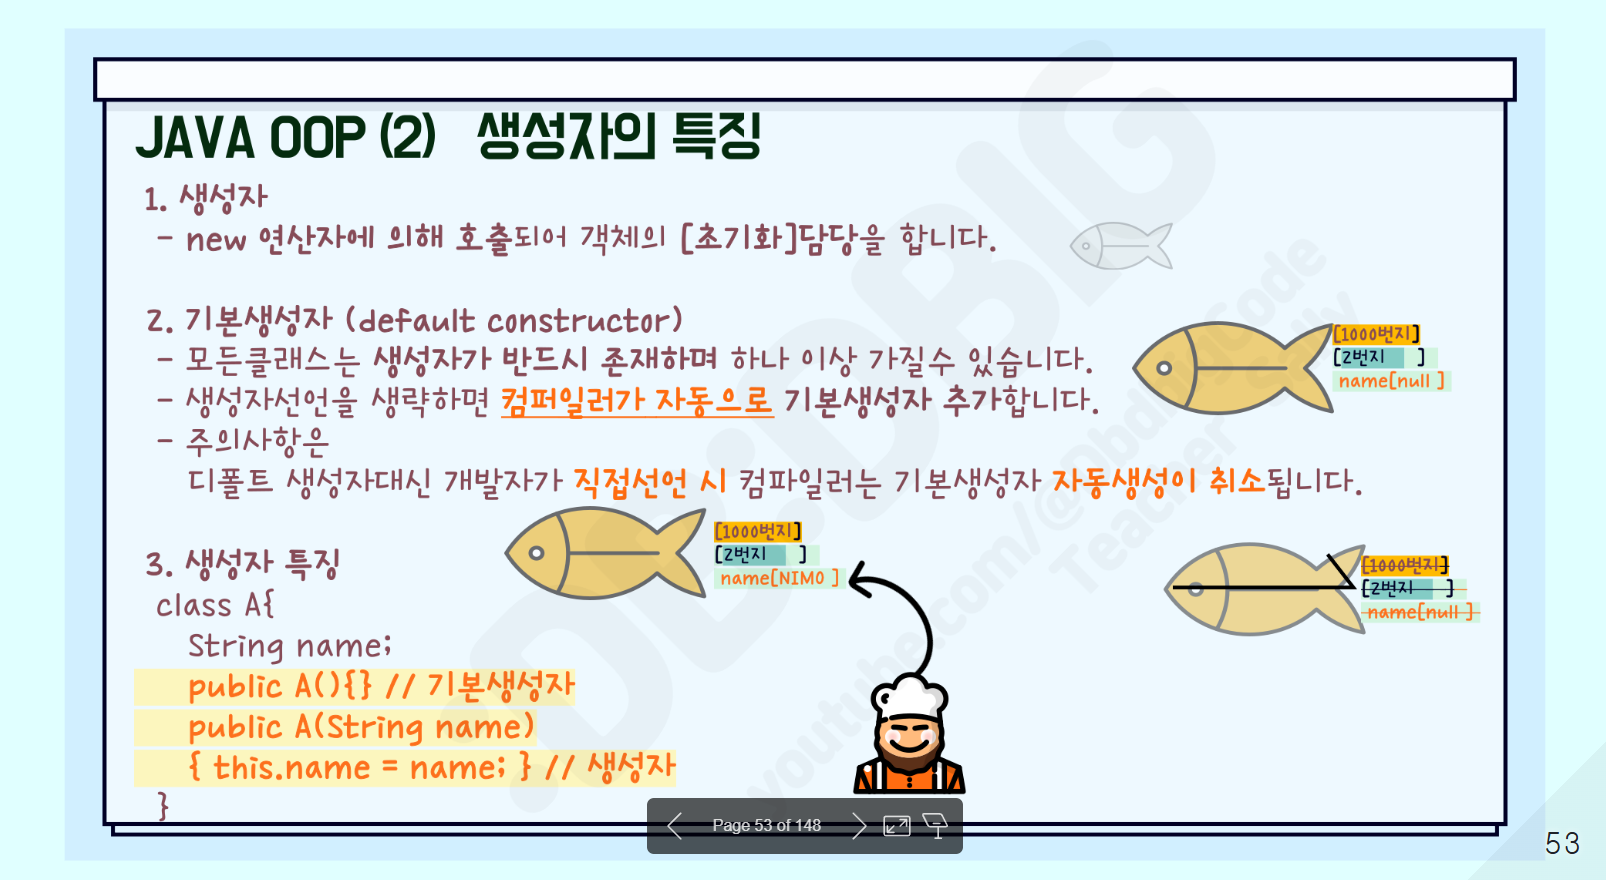 JAVA OOP (2) 생성자의 특징
1. 생성자
- new 연산자에 의해 호출되어 객체의 [초기화]담당을 합니다.
2. 기본생성자 (default constructor)
- 모든클래스는 생성자가 반드시 존재하며 하나 이상 가질수 있습니다.
- 생성자선언을 생략하면 컴퍼일러가 자동으로 기본생성자 추가합니다.
- 주의사항은
디폴트 생성자대신 개발자가 직접선언 시 컴파일러는 기본생성자 자동생성이 취소됩니다.
[1000번지]
[2번지 ]
name[null ]
3. 생성자 특징
class A{
String name;
public A(){} // 기본생성자
public A(String name)
{ this.name = name; } // 생성자
}
[1000번지]
[2번지 ]
name[NIMO ]
[1000번지]
[2번지 ]
name[null ]
Page 53 of 148
53